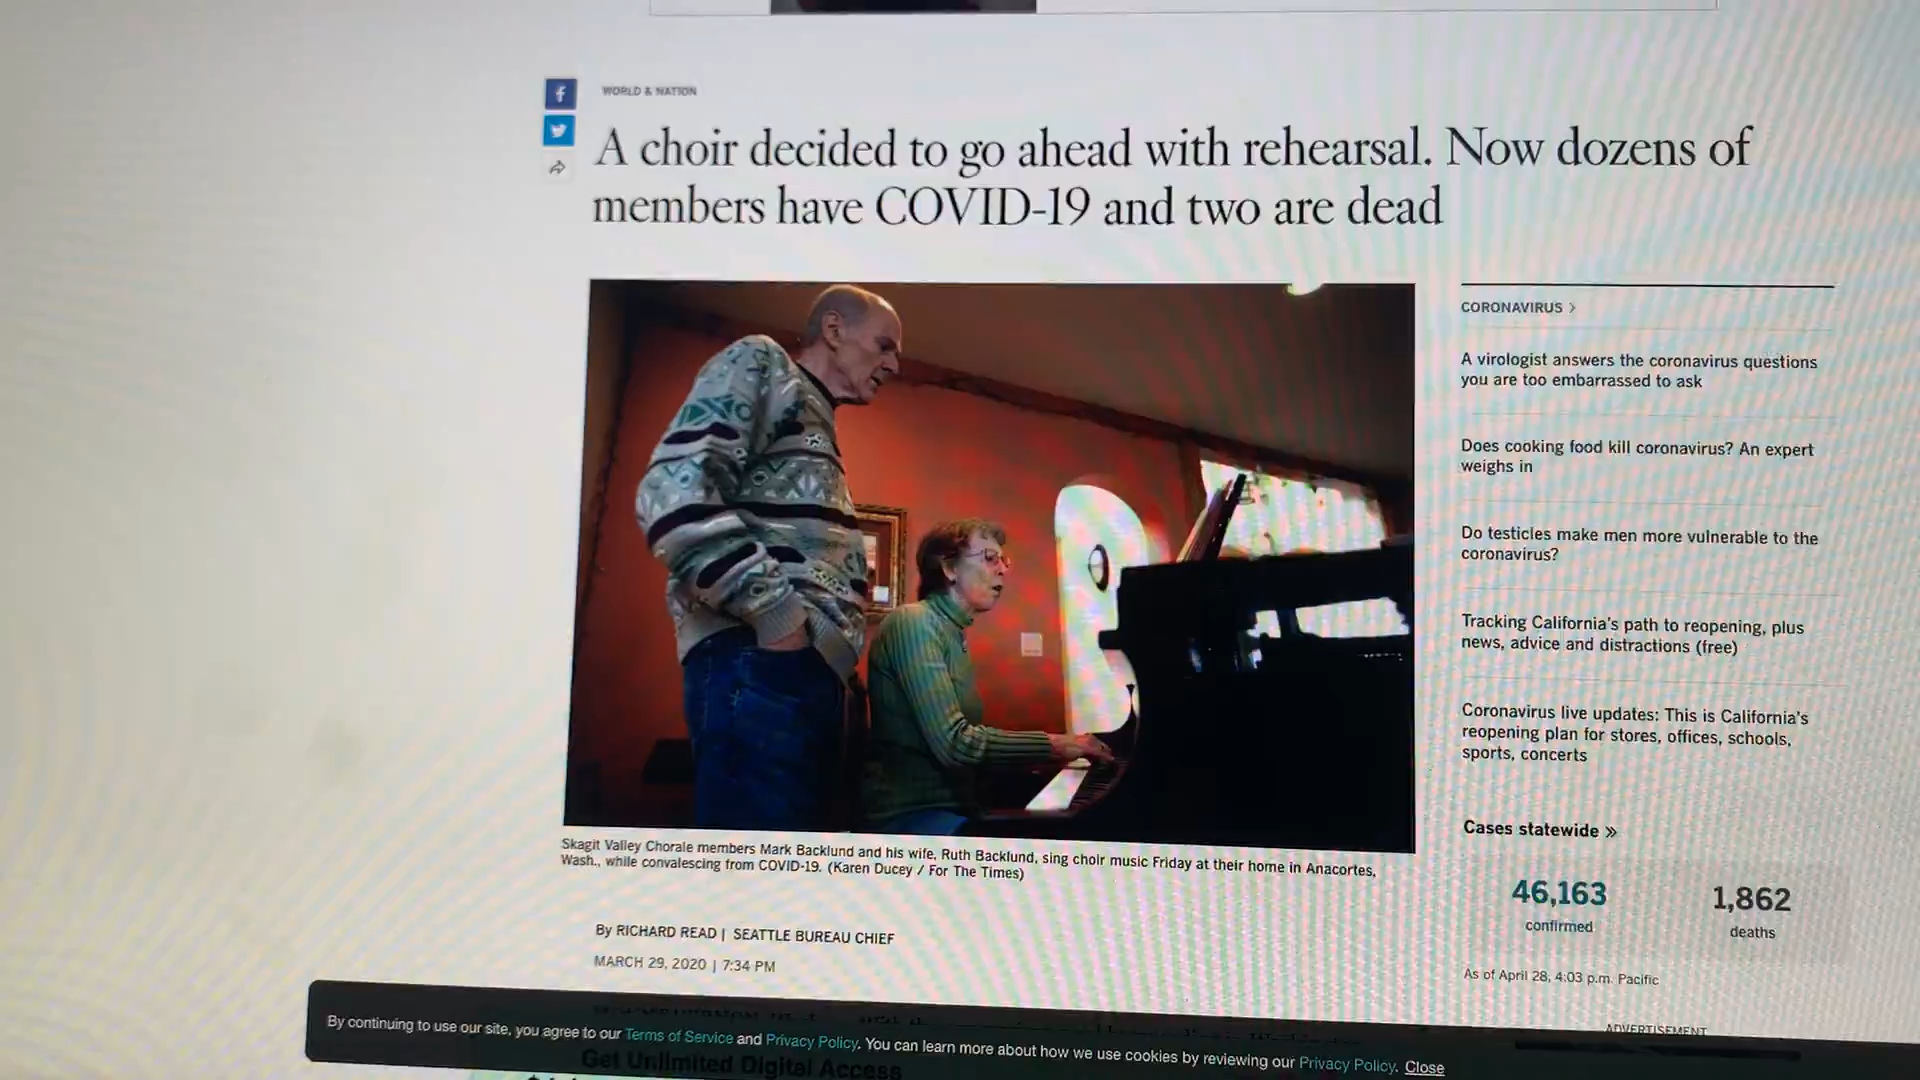 WORLD & NATION
A choir decided to go ahead with rehearsal. Now dozens of
members have COVID-19 and two are dead
CORONAVIRUS >
A virologist answers the coronavirus questions
you are too embarrassed to ask
Does cooking food kill coronavirus? An expert
weighs in
Do testicles make men more vulnerable to the
coronavirus?
Tracking California's path to reopening, plus
news, advice and distractions (free)
Coronavirus live updates: This is California's
reopening plan for stores, offices, schools,
sports, concerts
Cases statewide »
46,163
confirmed
1,862
deaths
As of April 28, 4:03 p.m. Pacific
ADVERTISEMENT
Skagit Valley Chorale members Mark Backlund and his wife, Ruth Backlund, sing choir music Friday at their home in Anacortes,
Wash., while convalescing from COVID-19. (Karen Ducey / For The Times)
By RICHARD READ | SEATTLE BUREAU CHIEF
MARCH 29, 2020 | 7:34 PM
By continuing to use our site, you agree to our Terms of Service and Privacy Policy. You can learn more about how we use cookies by reviewing our Privacy Policy. Close
Get Unlimited Digital Access